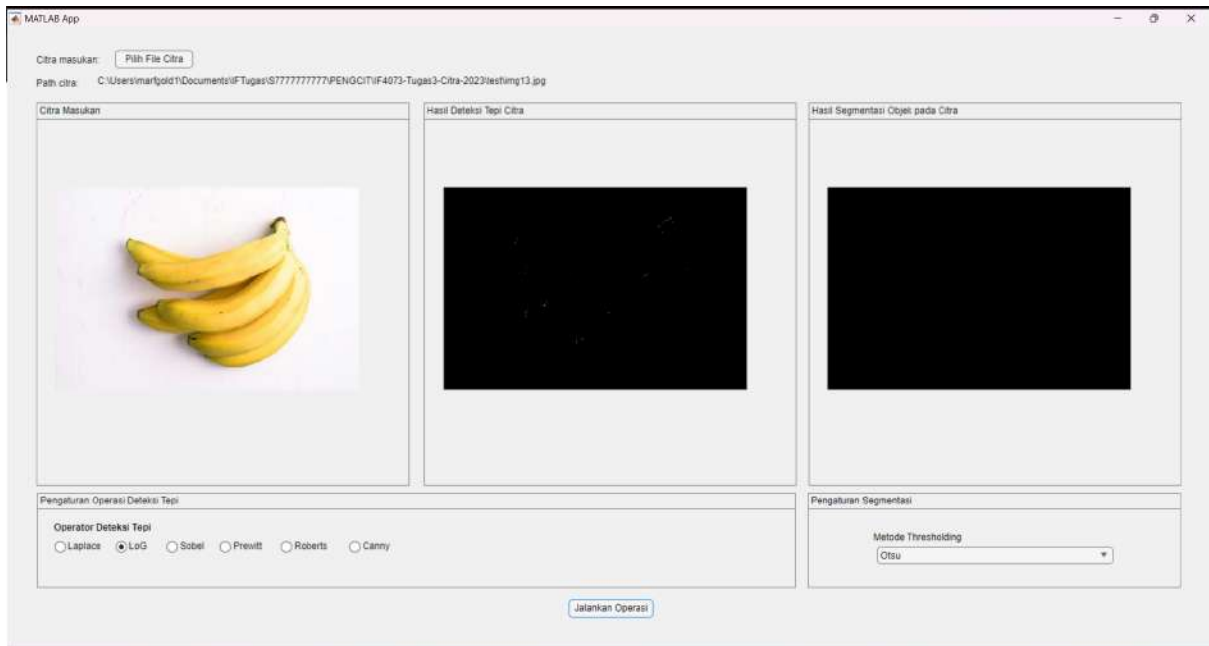 MATLAB App
Citra masukan:
Pilih File Citra
Path citra: C:\Users\marfgold1\Documents\IFTugas\S7777777777\PENGCIT\IF4073-Tugas3-Citra-2023\test\img13.jpg
Citra Masukan
Hasil Deteksi Tepi Citra
Hasil Segmentasi Objek pada Citra
Pengaturan Operasi Deteksi Tepi
Operator Deteksi Tepi
Laplace LoG Sobel Prewitt Roberts Canny
Pengaturan Segmentasi
Metode Thresholding
Otsu
Jalankan Operasi